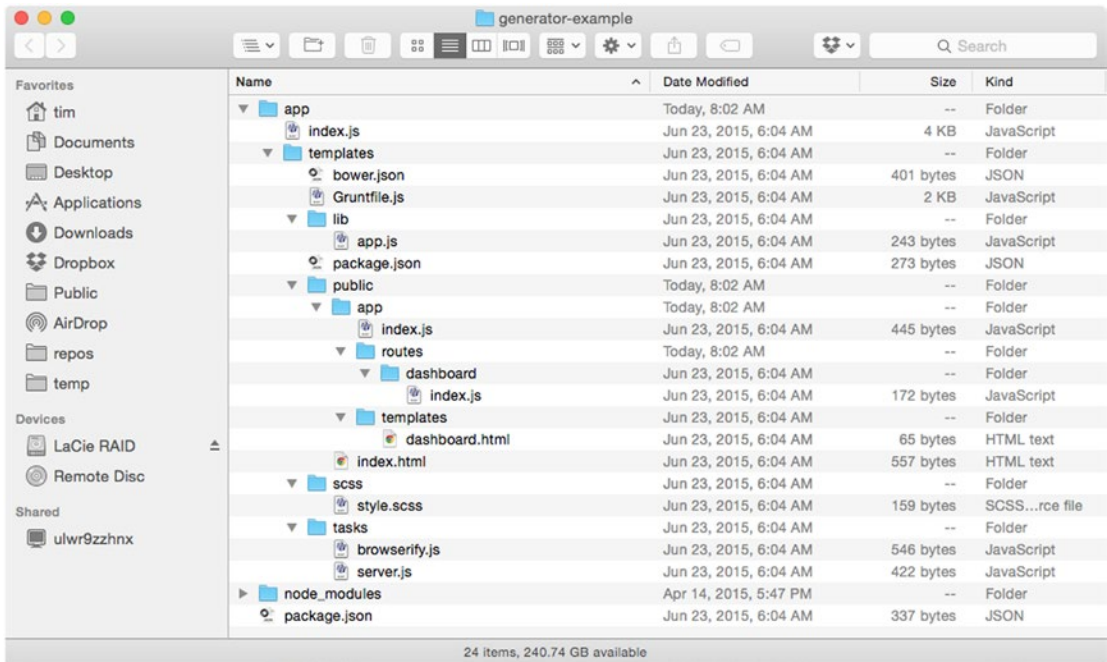 generator-example
Search
Favorites
tim
Documents
Desktop
Applications
Downloads
Dropbox
Public
AirDrop
repos
temp
Devices
LaCie RAID
Remote Disc
Shared
ulwr9zzhnx
Name Date Modified Size Kind
app Today, 8:02 AM -- Folder
index.js Jun 23, 2015, 6:04 AM 4 KB JavaScript
templates Jun 23, 2015, 6:04 AM -- Folder
bower.json Jun 23, 2015, 6:04 AM 401 bytes JSON
Gruntfile.js Jun 23, 2015, 6:04 AM 2 KB JavaScript
lib Jun 23, 2015, 6:04 AM -- Folder
app.js Jun 23, 2015, 6:04 AM 243 bytes JavaScript
package.json Jun 23, 2015, 6:04 AM 273 bytes JSON
public Today, 8:02 AM -- Folder
app Today, 8:02 AM -- Folder
index.js Jun 23, 2015, 6:04 AM 445 bytes JavaScript
routes Today, 8:02 AM -- Folder
dashboard Jun 23, 2015, 6:04 AM -- Folder
index.js Jun 23, 2015, 6:04 AM 172 bytes JavaScript
templates Jun 23, 2015, 6:04 AM -- Folder
dashboard.html Jun 23, 2015, 6:04 AM 65 bytes HTML text
index.html Jun 23, 2015, 6:04 AM 557 bytes HTML text
scss Jun 23, 2015, 6:04 AM -- Folder
style.scss Jun 23, 2015, 6:04 AM 159 bytes SCSS...rce file
tasks Jun 23, 2015, 6:04 AM -- Folder
browserify.js Jun 23, 2015, 6:04 AM 546 bytes JavaScript
server.js Jun 23, 2015, 6:04 AM 422 bytes JavaScript
node_modules Apr 14, 2015, 5:47 PM -- Folder
package.json Jun 23, 2015, 6:04 AM 337 bytes JSON
24 items, 240.74 GB available